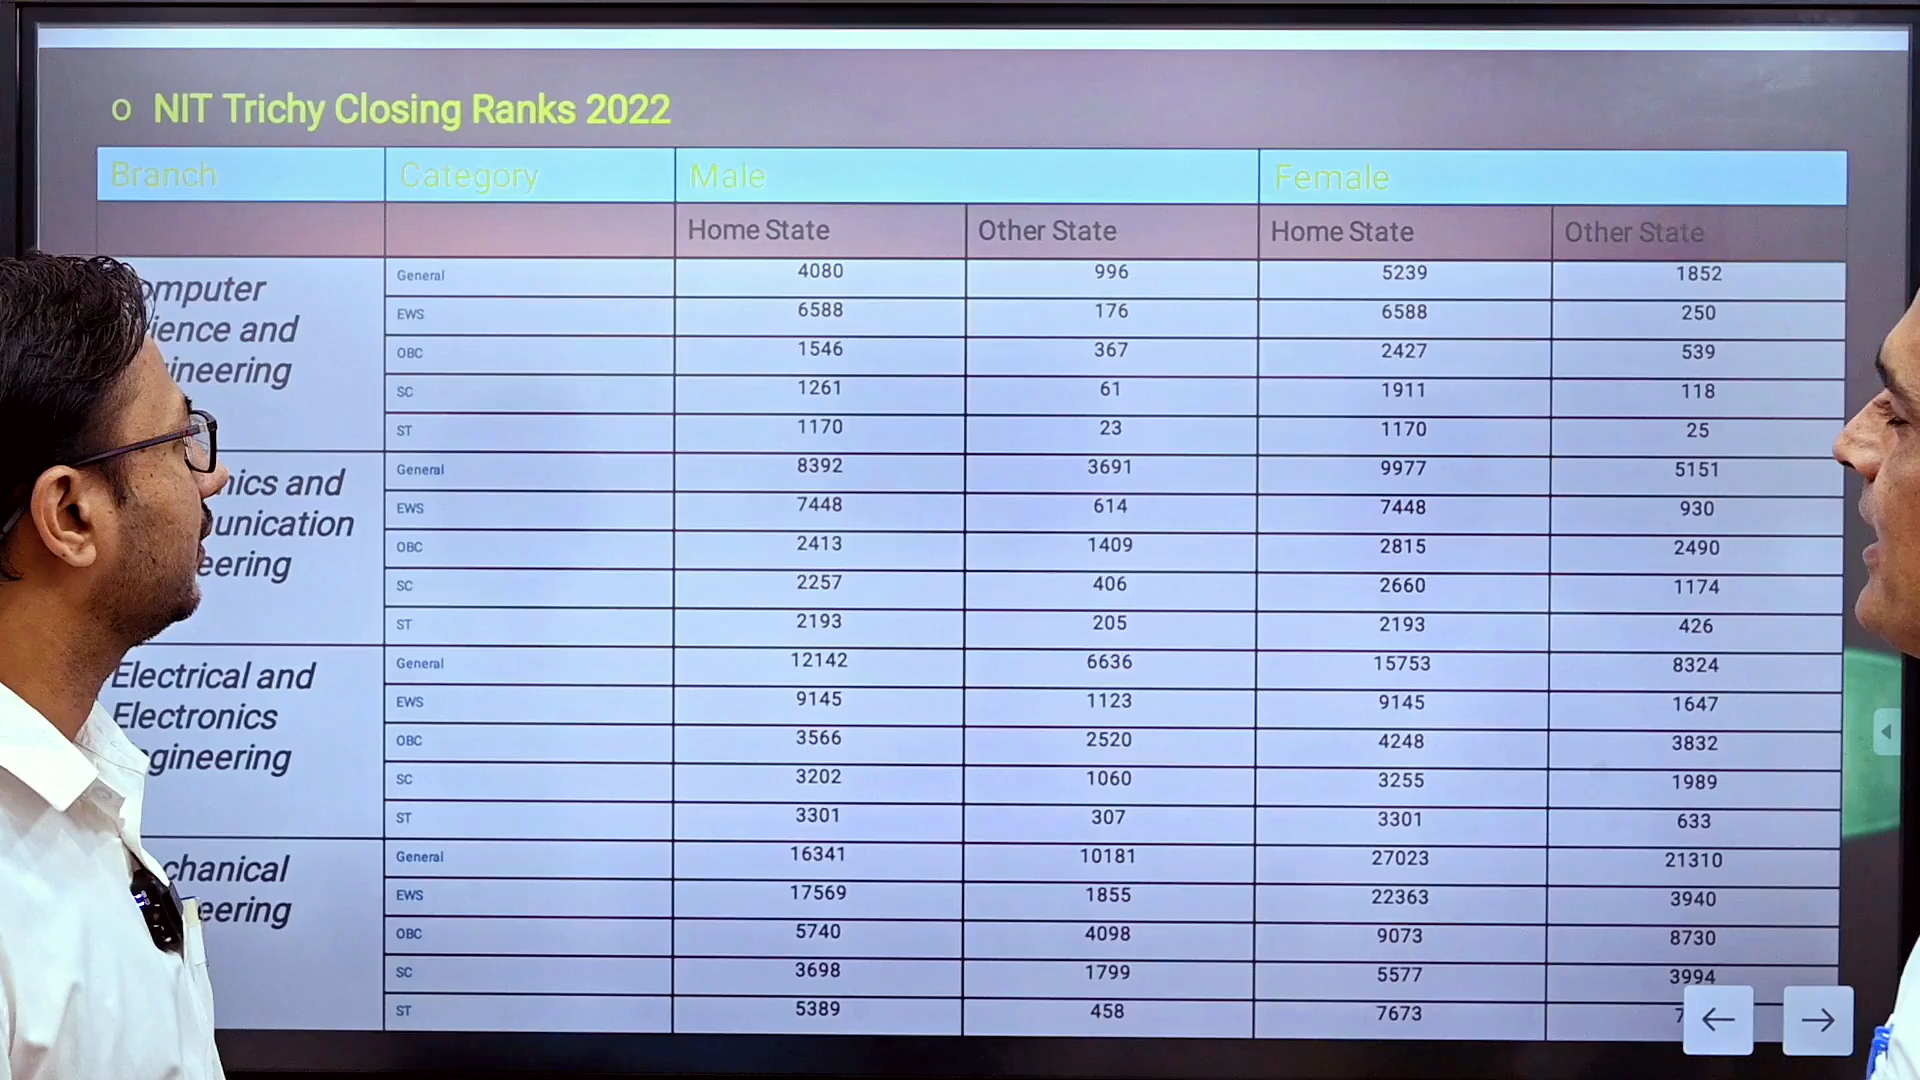 o NIT Trichy Closing Ranks 2022
Branch Category Male Female
Home State Other State Home State Other State
General 4080 996 5239 1852
EWS 6588 176 6588 250
OBC 1546 367 2427 539
SC 1261 61 1911 118
ST 1170 23 1170 25
and
General 8392 3691 9977 5151
and
EWS 7448 614 7448 930
OBC 2413 1409 2815 2490
SC 2257 406 2660 1174
ST 2193 205 2193 426
Electrical and
Electronics
General 12142 6636 15753 8324
EWS 9145 1123 9145 1647
OBC 3566 2520 4248 3832
SC 3202 1060 3255 1989
ST 3301 307 3301 633
General 16341 10181 27023 21310
EWS 17569 1855 22363 3940
OBC 5740 4098 9073 8730
SC 3698 1799 5577 3994
ST 5389 458 7673